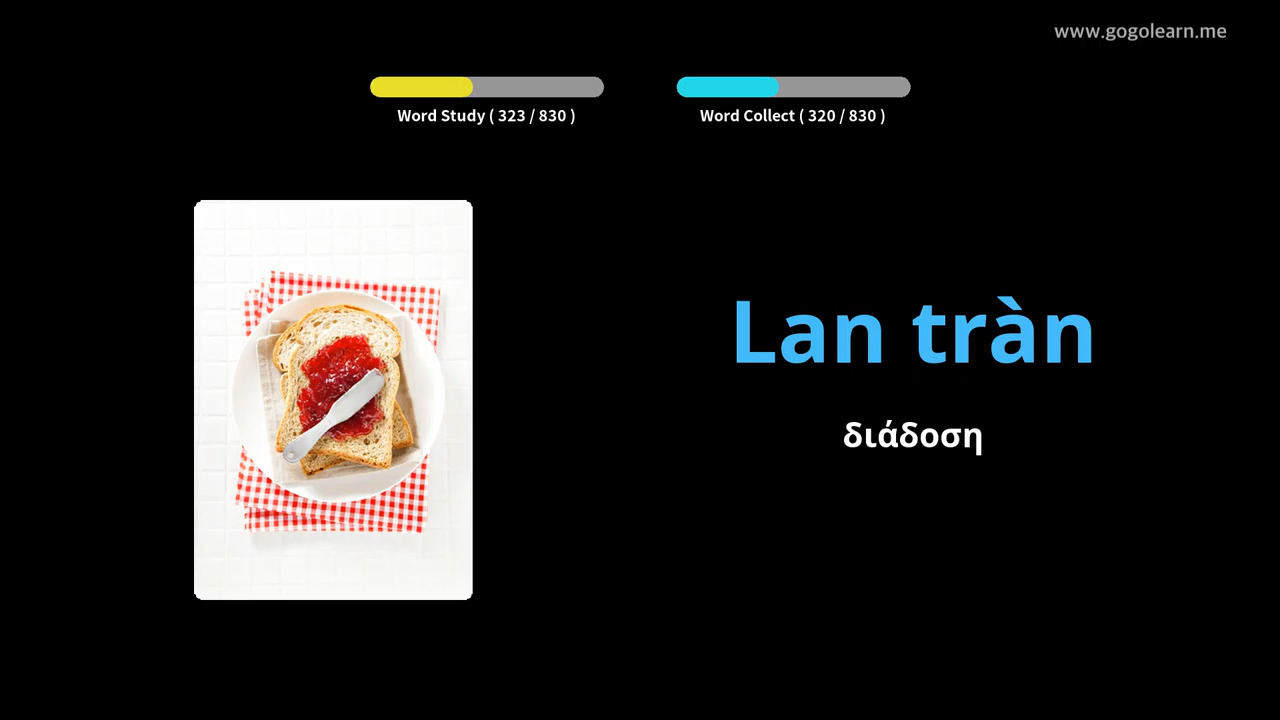 www.gogolearn.me
Word Study ( 323 / 830 )
Word Collect ( 320 / 830 )
Lan tràn
διάδοση